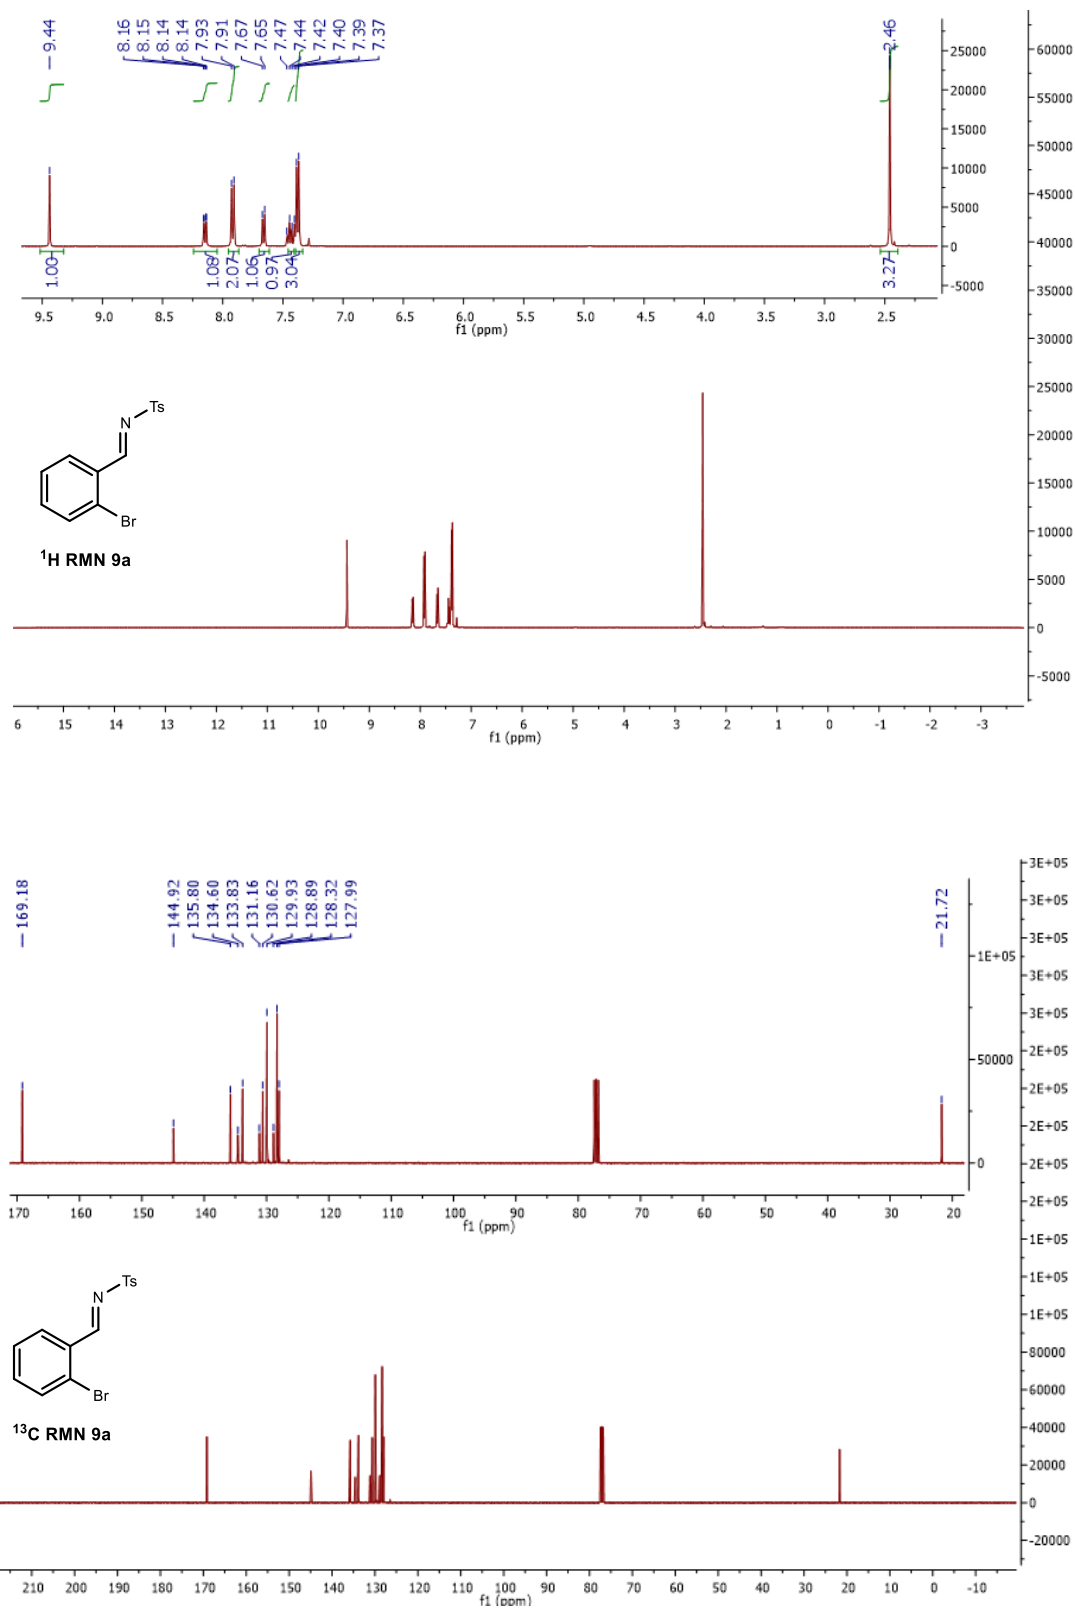 9.44
8.16
8.15
8.14
8.14
7.93
7.91
7.67
7.65
7.47
7.44
7.42
7.40
7.39
7.37
2.46
25000
20000
15000
10000
5000
0
-5000
60000
55000
50000
45000
40000
35000
30000
25000
20000
15000
10000
5000
0
-5000
1.00
1.08
2.07
1.06
0.97
3.04
3.27
9.5 9.0 8.5 8.0 7.5 7.0 6.5 6.0 5.5 5.0 4.5 4.0 3.5 3.0 2.5
f1 (ppm)
Ts
N
Br
1H RMN 9a
6 15 14 13 12 11 10 9 8 7 6 5 4 3 2 1 0 -1 -2 -3
f1 (ppm)
169.18
144.92
135.80
134.60
133.83
131.16
130.62
129.93
128.89
128.32
127.99
21.72
1E+05
50000
0
3E+05
3E+05
3E+05
3E+05
3E+05
2E+05
2E+05
2E+05
2E+05
2E+05
1E+05
1E+05
1E+05
80000
60000
40000
20000
0
-20000
170 160 150 140 130 120 110 100 90 80 70 60 50 40 30 20
f1 (ppm)
Ts
N
Br
13C RMN 9a
210 200 190 180 170 160 150 140 130 120 110 100 90 80 70 60 50 40 30 20 10 0 -10
f1 (ppm)